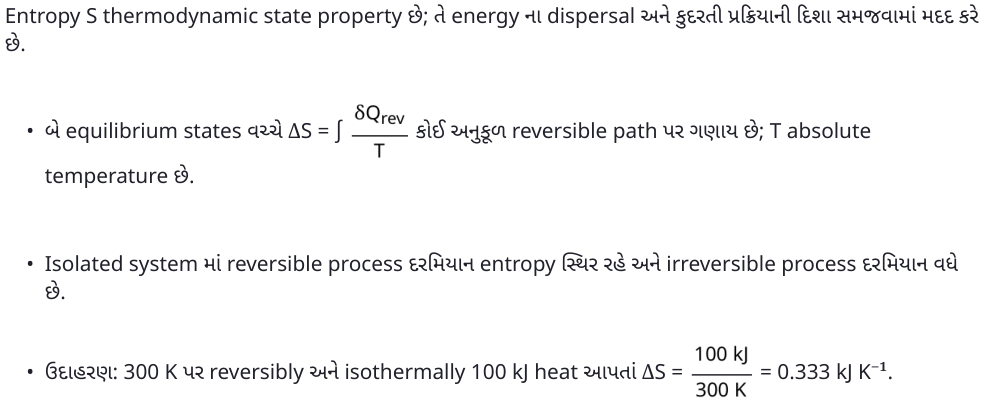 Entropy S thermodynamic state property છે; તે energy ના dispersal અને કુદરતી પ્રક્રિયાની દિશા સમજવામાં મદદ કરે
છે.
• બે equilibrium states વચ્ચે ΔS = ∫ δQrev / T કોઈ અનુકૂળ reversible path પર ગણાય છે; T absolute
temperature છે.
• Isolated system માં reversible process દરમિયાન entropy સ્થિર રહે અને irreversible process દરમિયાન વધે
છે.
• ઉદાહરણ: 300 K પર reversibly અને isothermally 100 kJ heat આપતાં ΔS = 100 kJ / 300 K = 0.333 kJ K⁻¹.